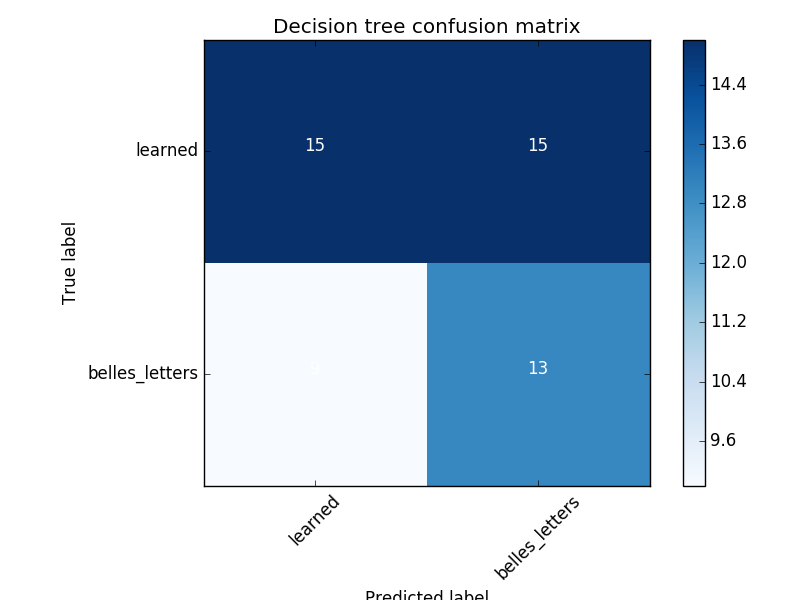 Decision tree confusion matrix
True label
learned
belles_letters
15
15
9
13
learned
belles_letters
Predicted label
14.4
13.6
12.8
12.0
11.2
10.4
9.6